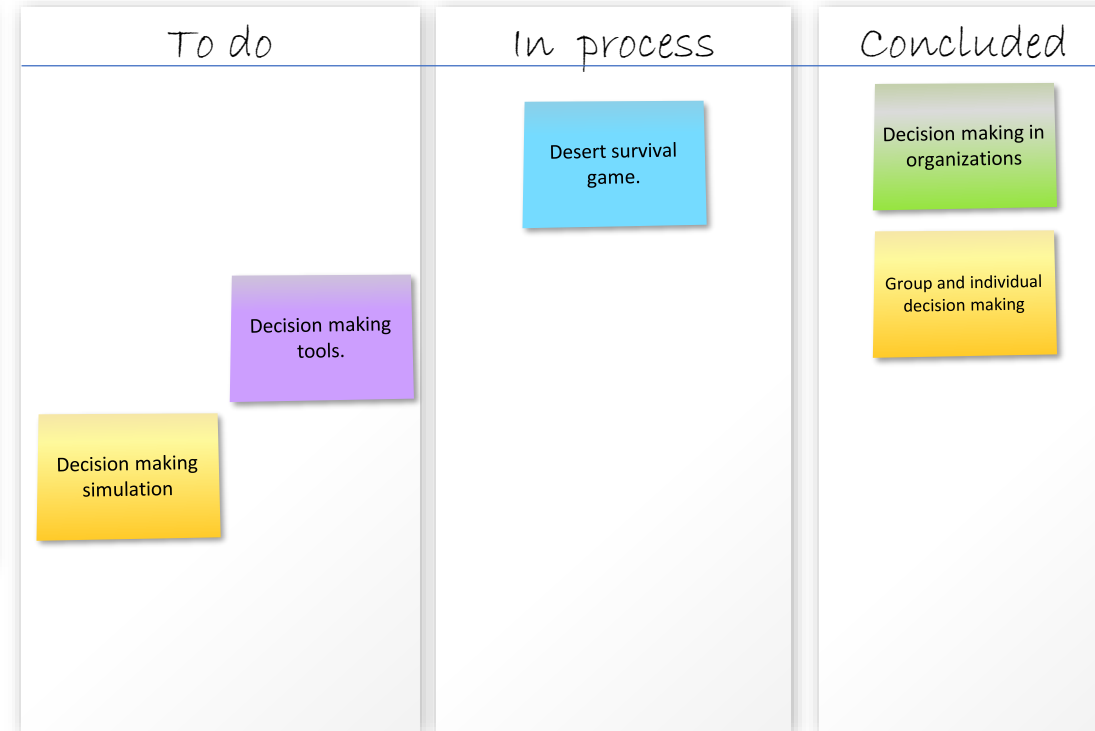 To do
Decision making
tools.
Decision making
simulation
In process
Desert survival
game.
Concluded
Decision making in
organizations
Group and individual
decision making